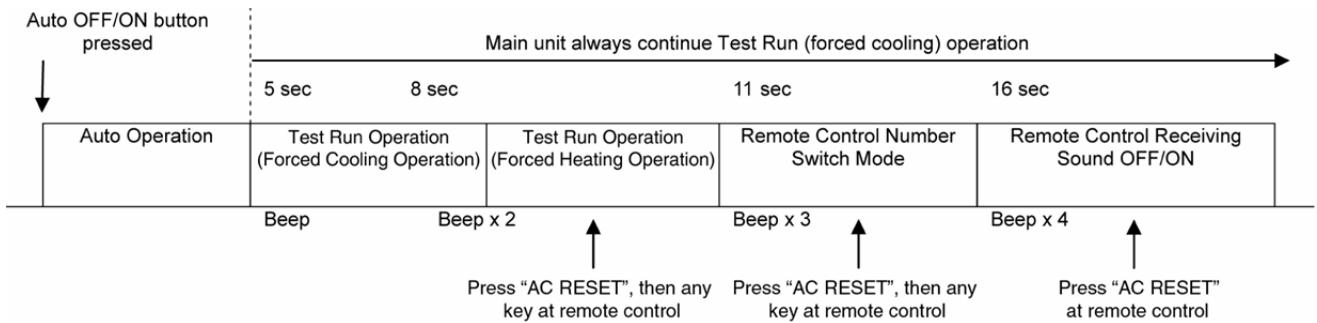 Auto OFF/ON button
pressed
Main unit always continue Test Run (forced cooling) operation
5 sec
8 sec
11 sec
16 sec
Auto Operation
Test Run Operation
(Forced Cooling Operation)
Test Run Operation
(Forced Heating Operation)
Remote Control Number
Switch Mode
Remote Control Receiving
Sound OFF/ON
Beep
Beep x 2
Beep x 3
Beep x 4
Press “AC RESET”, then any
key at remote control
Press “AC RESET”, then any
key at remote control
Press “AC RESET”
at remote control